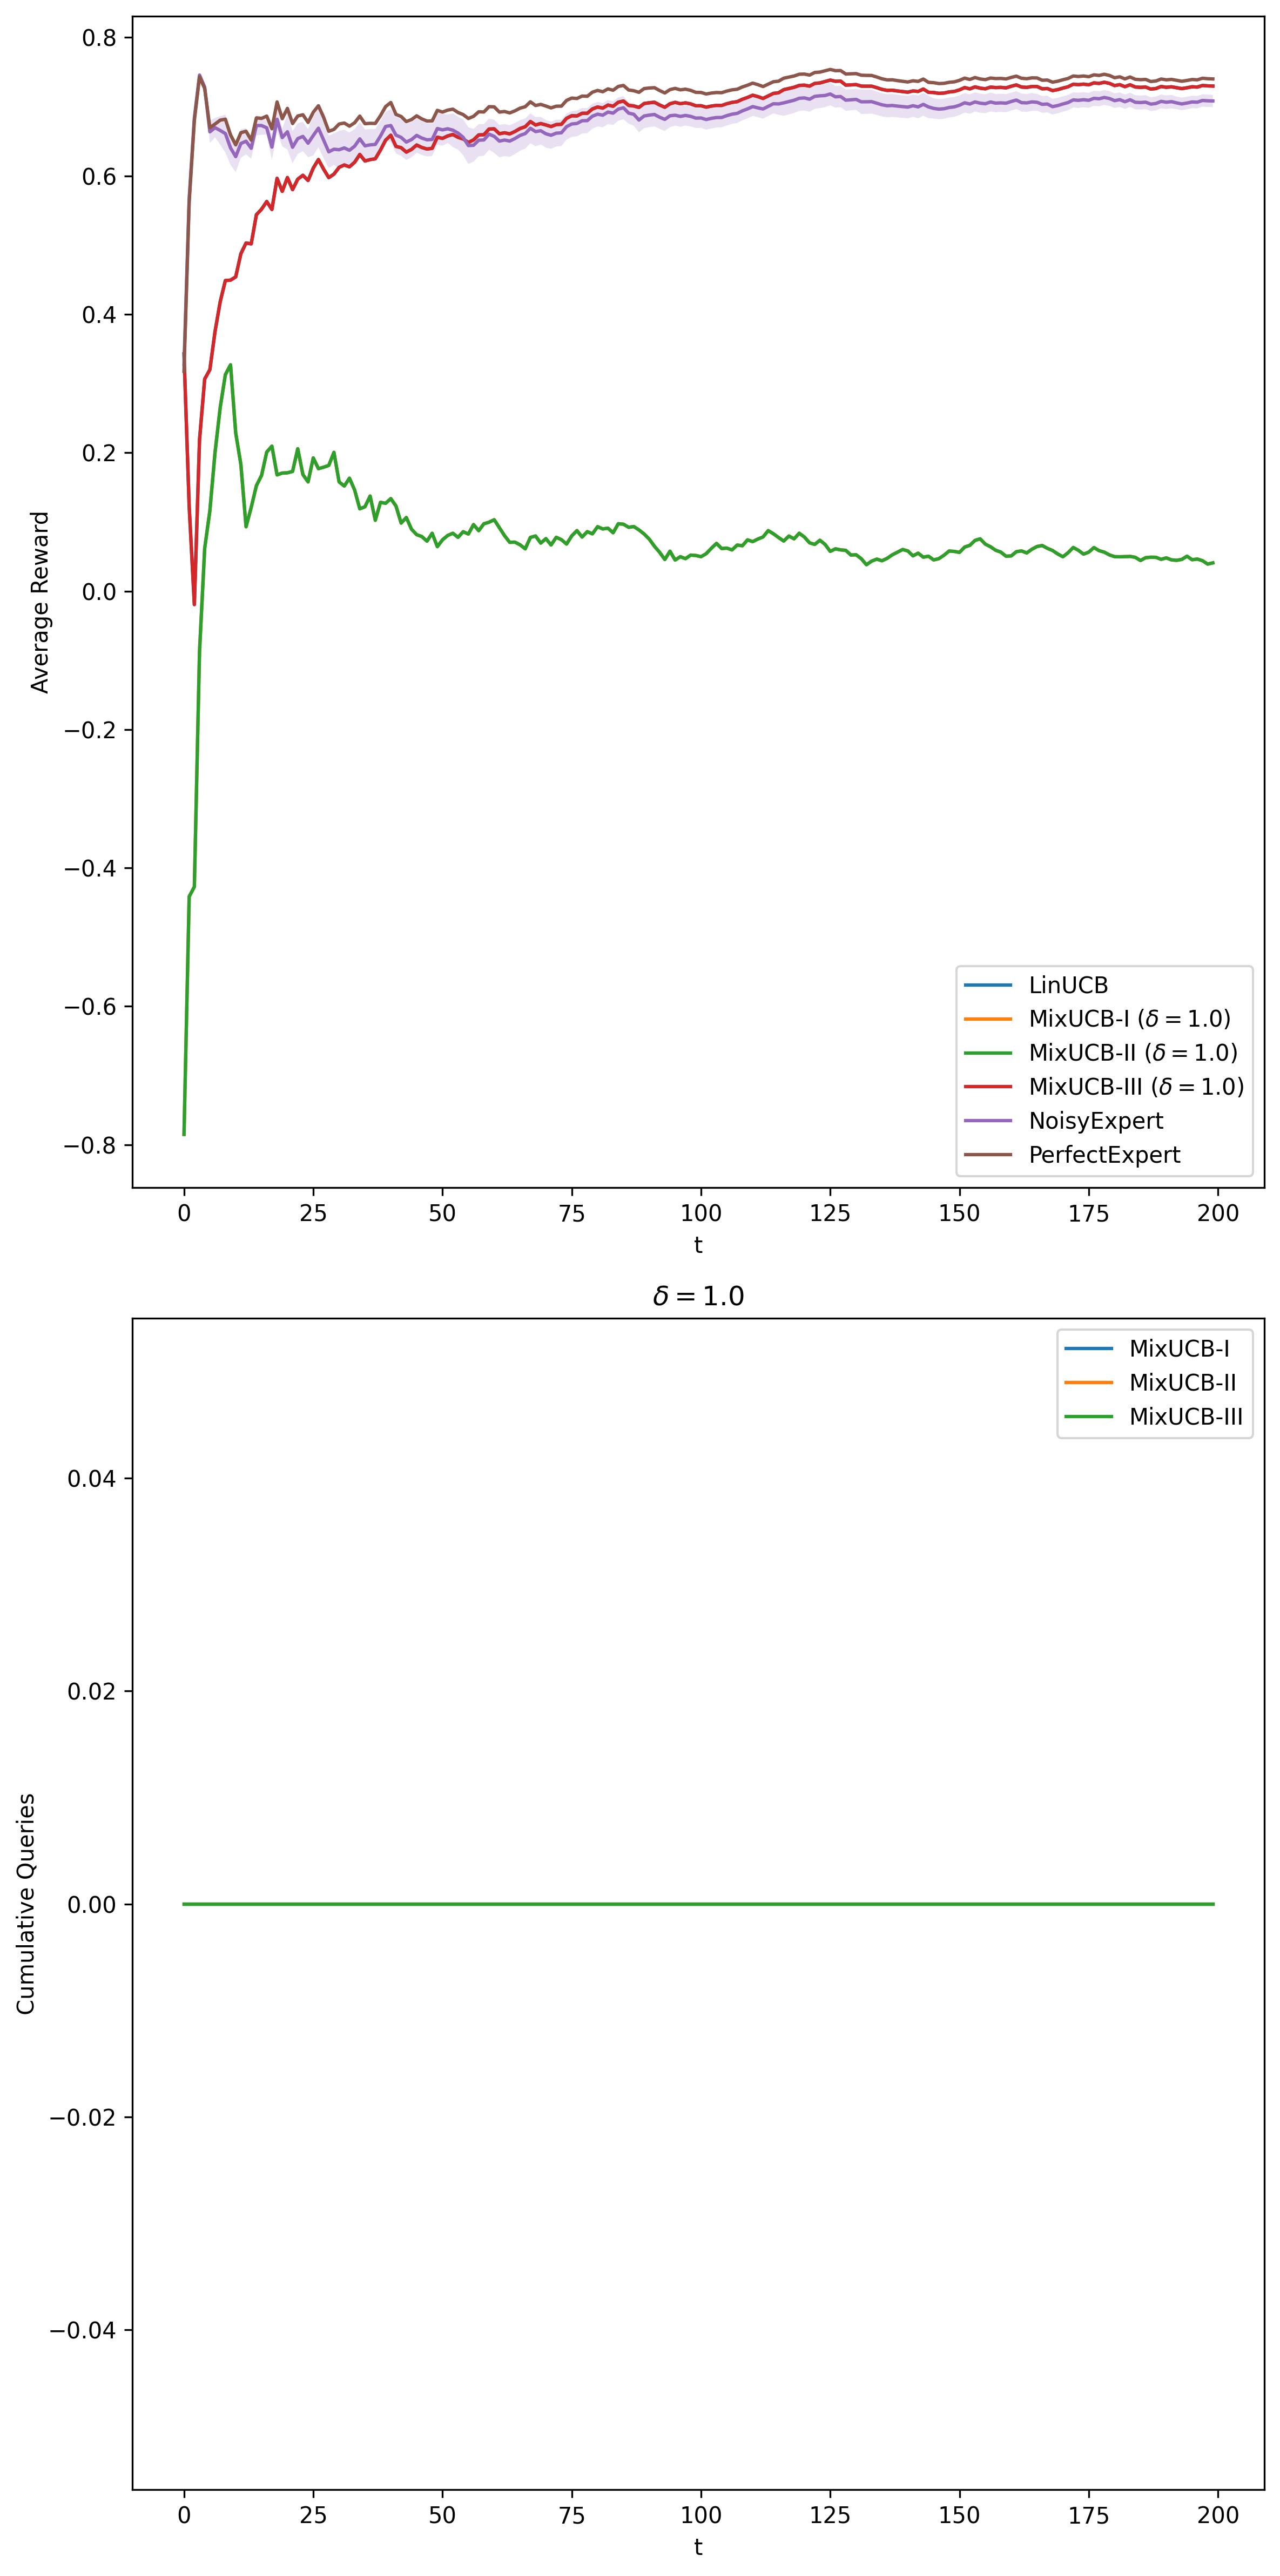 0.8
0.6
0.4
0.2
0.0
−0.2
−0.4
−0.6
−0.8
Average Reward
LinUCB
MixUCB-I (δ = 1.0)
MixUCB-II (δ = 1.0)
MixUCB-III (δ = 1.0)
NoisyExpert
PerfectExpert
0 25 50 75 100 125 150 175 200
t
δ = 1.0
MixUCB-I
MixUCB-II
MixUCB-III
0.04
0.02
0.00
−0.02
−0.04
Cumulative Queries
0 25 50 75 100 125 150 175 200
t